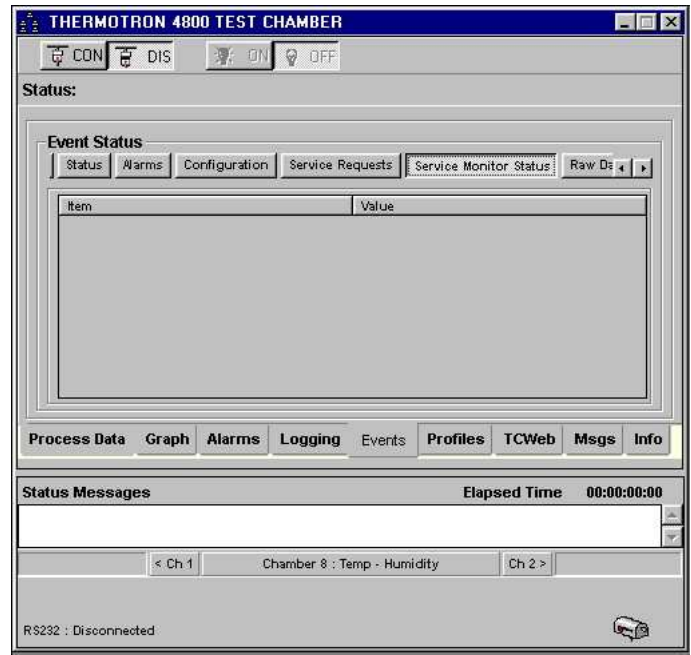 THERMOTRON 4800 TEST CHAMBER
CON DIS ON OFF
Status:
Event Status
Status Alarms Configuration Service Requests Service Monitor Status Raw Da
Item Value
Process Data Graph Alarms Logging Events Profiles TCWeb Msgs Info
Status Messages Elapsed Time 00:00:00:00
< Ch 1 Chamber 8 : Temp - Humidity Ch 2 >
RS232 : Disconnected